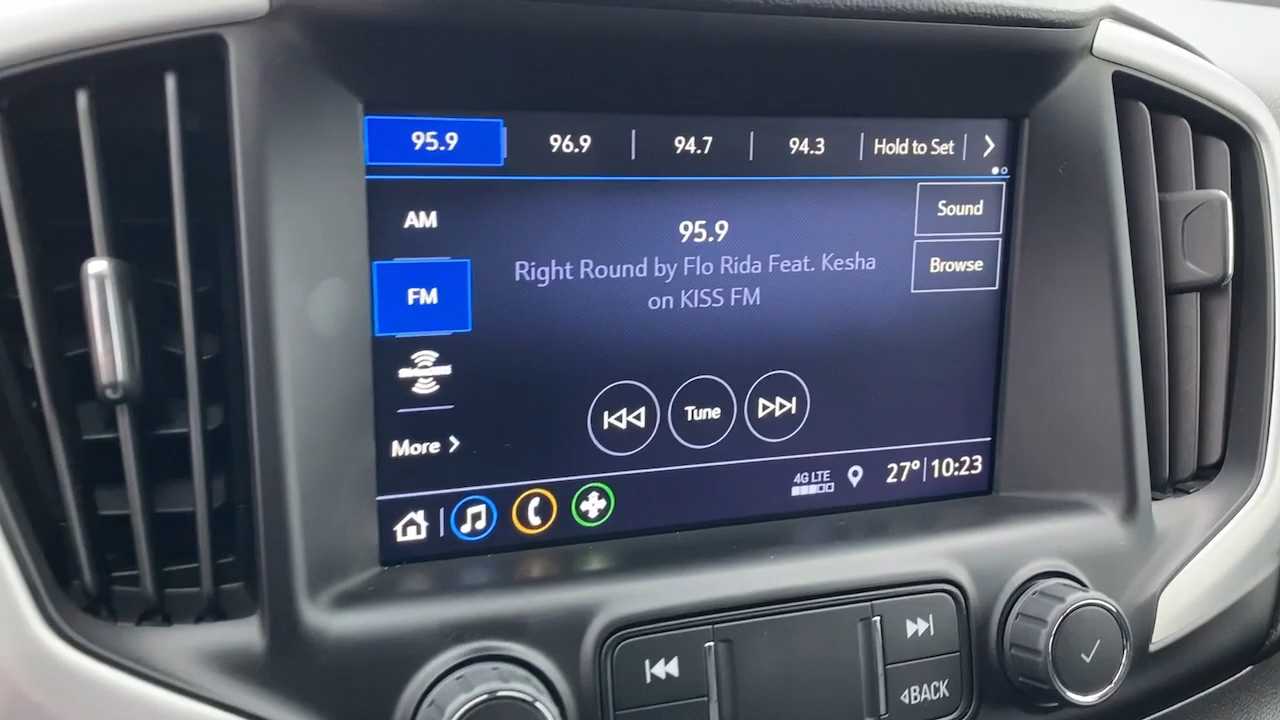 95.9 | 96.9 | 94.7 | 94.3 | Hold to Set
AM
FM
More
95.9
Right Round by Flo Rida Feat. Kesha
on KISS FM
Sound
Browse
Tune
4G LTE
27° 10:23
BACK